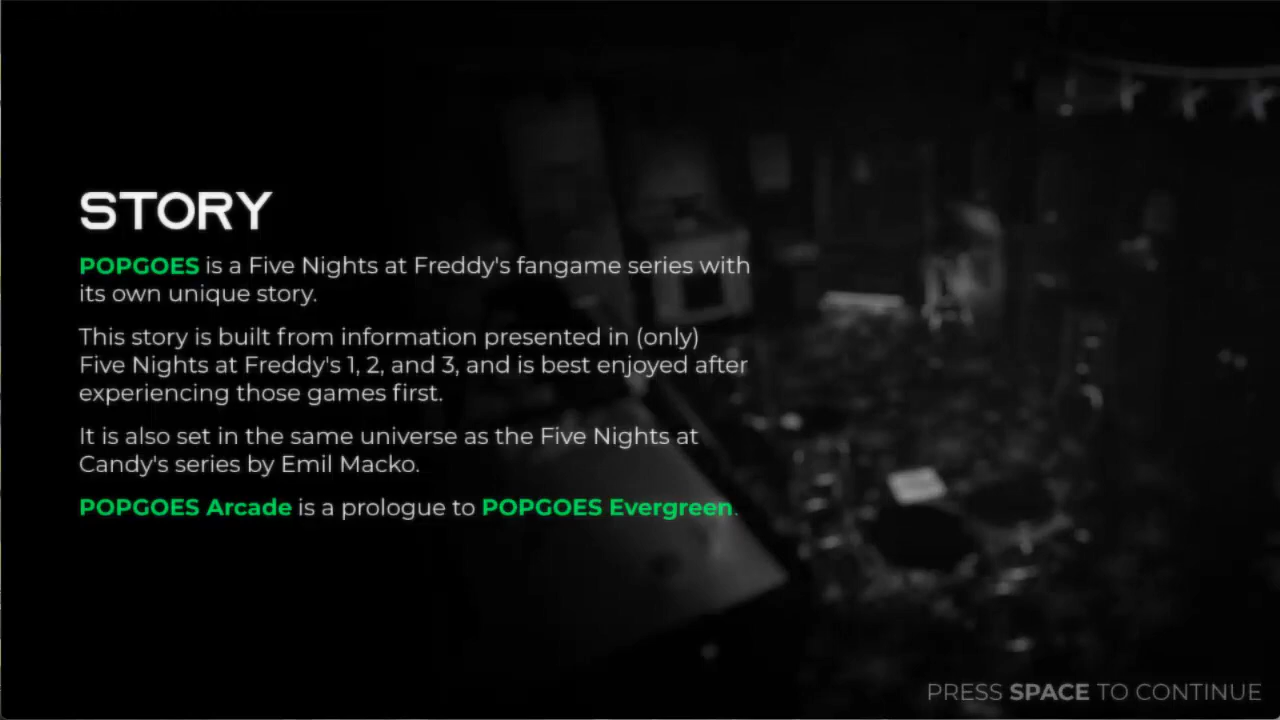 STORY
POPGOES is a Five Nights at Freddy's fangame series with
its own unique story.
This story is built from information presented in (only)
Five Nights at Freddy's 1, 2, and 3, and is best enjoyed after
experiencing those games first.
It is also set in the same universe as the Five Nights at
Candy's series by Emil Macko.
POPGOES Arcade is a prologue to POPGOES Evergreen.
PRESS SPACE TO CONTINUE